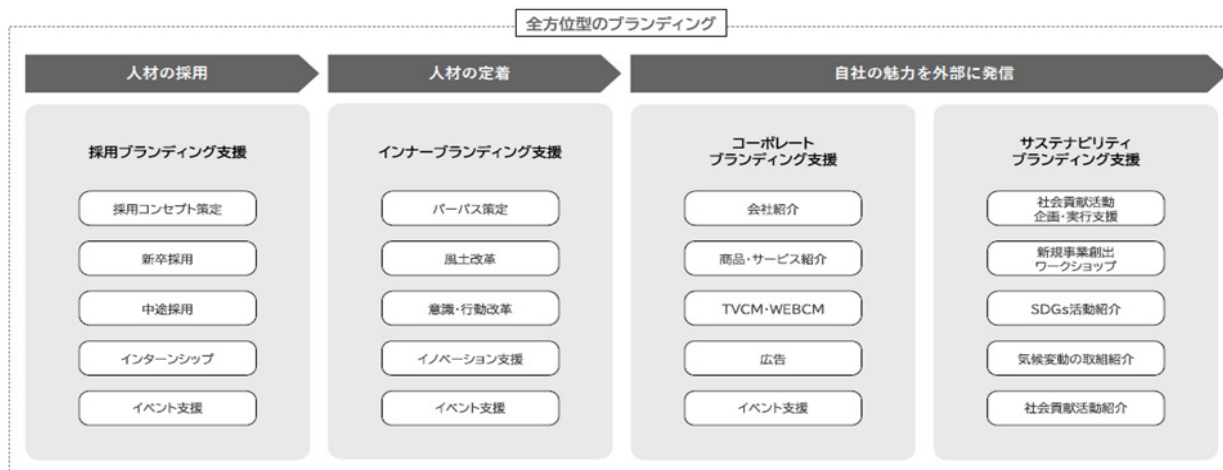 全方位型のブランディング
人材の採用
人材の定着
自社の魅力を外部に発信
採用ブランディング支援
採用コンセプト策定
新卒採用
中途採用
インターンシップ
イベント支援
インナーブランディング支援
パーパス策定
風土改革
意識・行動改革
イノベーション支援
イベント支援
コーポレート
ブランディング支援
会社紹介
商品・サービス紹介
TVCM・WEBCM
広告
イベント支援
サステナビリティ
ブランディング支援
社会貢献活動
企画・実行支援
新規事業創出
ワークショップ
SDGs活動紹介
気候変動の取組紹介
社会貢献活動紹介